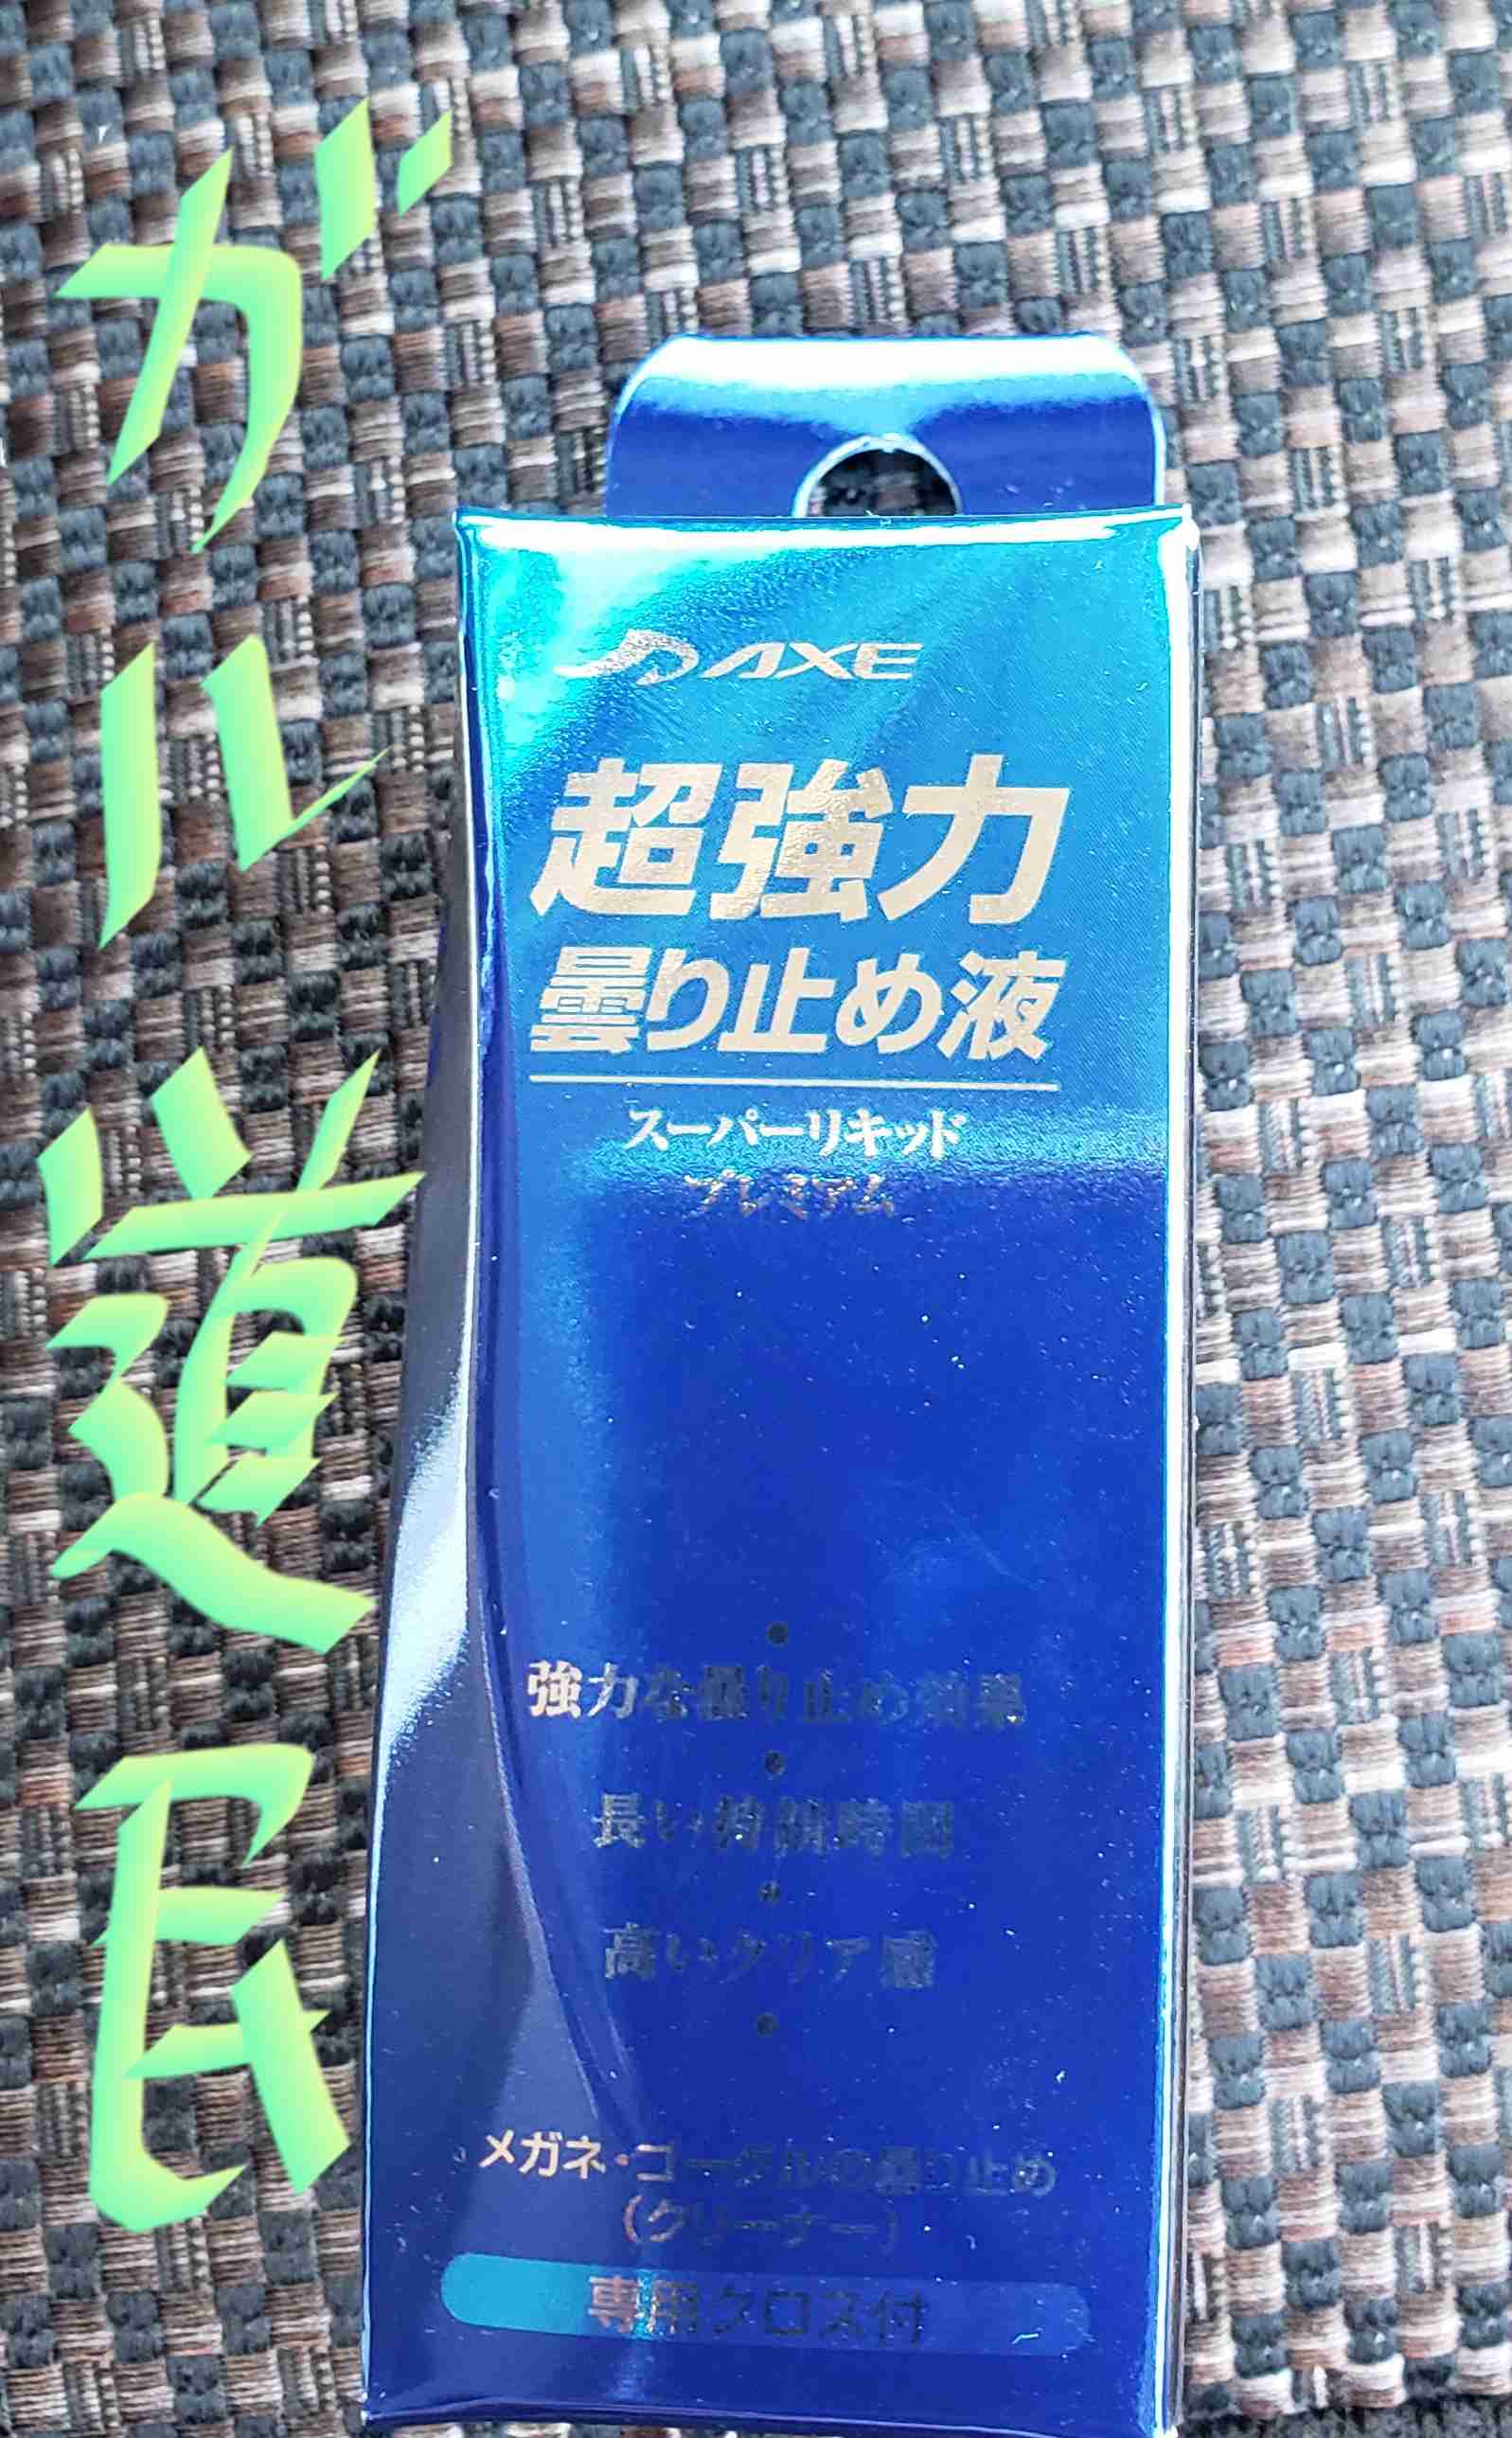 ガル道民
AXE
超強力
曇り止め液
スーパーリキッド
プレミアム
強力な曇り止め効果
長い持続時間
高いクリア感
メガネ・ゴーグルの曇り止め
(クリーナー)
専用クロス付